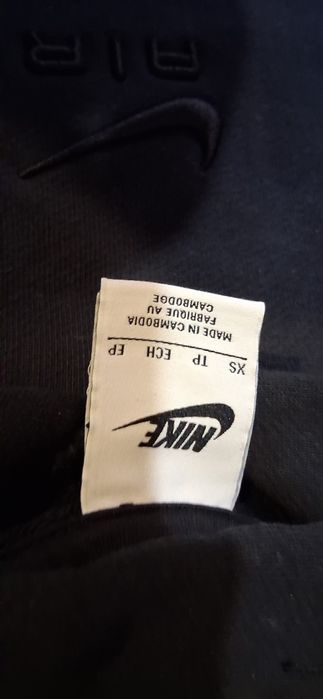 NIKE
XS TP ECH EP
MADE IN CAMBODIA
FABRIQUE AU
CAMBODGE
AIR